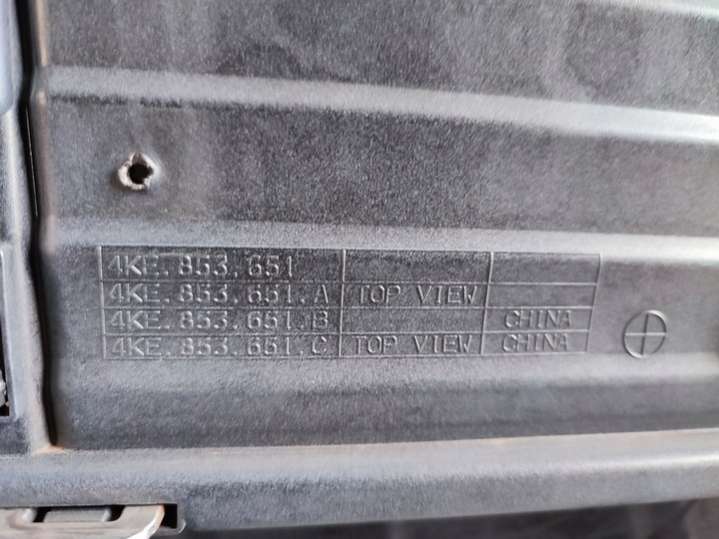 4KE.853.651
4KE.853.651.A TOP VIEW
4KE.853.651.B CHINA
4KE.853.651.C TOP VIEW CHINA